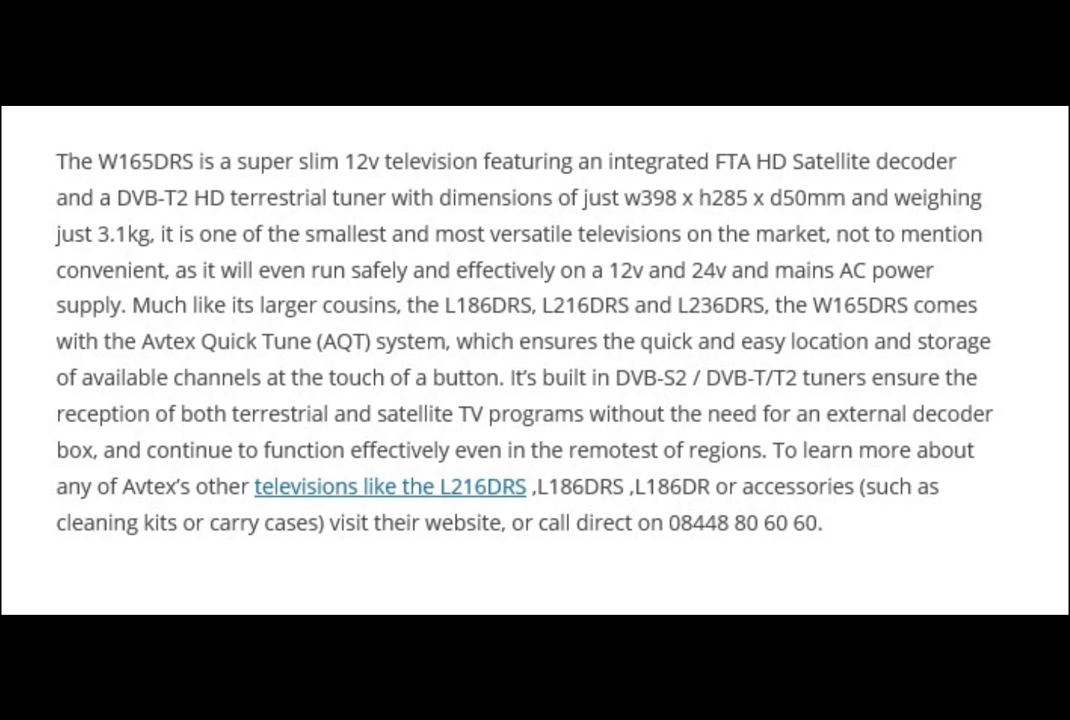 The W165DRS is a super slim 12v television featuring an integrated FTA HD Satellite decoder
and a DVB-T2 HD terrestrial tuner with dimensions of just w398 x h285 x d50mm and weighing
just 3.1kg, it is one of the smallest and most versatile televisions on the market, not to mention
convenient, as it will even run safely and effectively on a 12v and 24v and mains AC power
supply. Much like its larger cousins, the L186DRS, L216DRS and L236DRS, the W165DRS comes
with the Avtex Quick Tune (AQT) system, which ensures the quick and easy location and storage
of available channels at the touch of a button. It’s built in DVB-S2 / DVB-T/T2 tuners ensure the
reception of both terrestrial and satellite TV programs without the need for an external decoder
box, and continue to function effectively even in the remotest of regions. To learn more about
any of Avtex’s other televisions like the L216DRS ,L186DRS ,L186DR or accessories (such as
cleaning kits or carry cases) visit their website, or call direct on 08448 80 60 60.